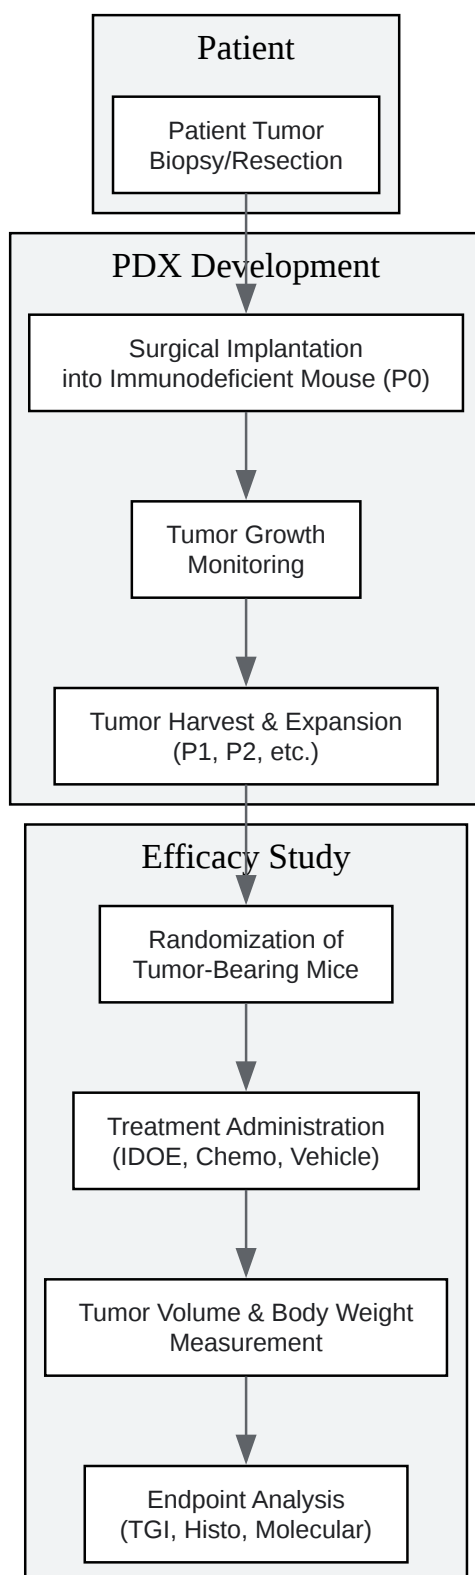 Patient
Patient Tumor
Biopsy/Resection
PDX Development
Surgical Implantation
into Immunodeficient Mouse (P0)
Tumor Growth
Monitoring
Tumor Harvest & Expansion
(P1, P2, etc.)
Efficacy Study
Randomization of
Tumor-Bearing Mice
Treatment Administration
(IDOE, Chemo, Vehicle)
Tumor Volume & Body Weight
Measurement
Endpoint Analysis
(TGI, Histo, Molecular)